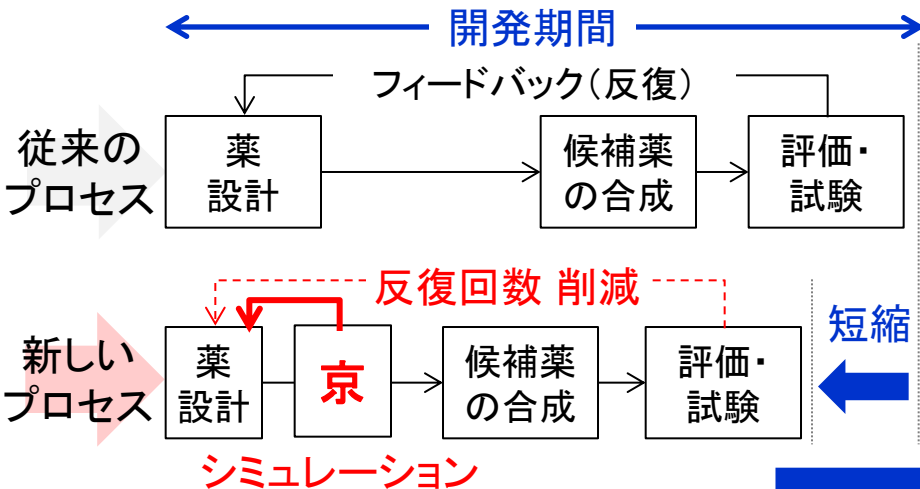 開発期間
フィードバック(反復)
従来の
プロセス
薬
設計
候補薬
の合成
評価・
試験
反復回数 削減
短縮
新しい
プロセス
薬
設計
京
候補薬
の合成
評価・
試験
シミュレーション